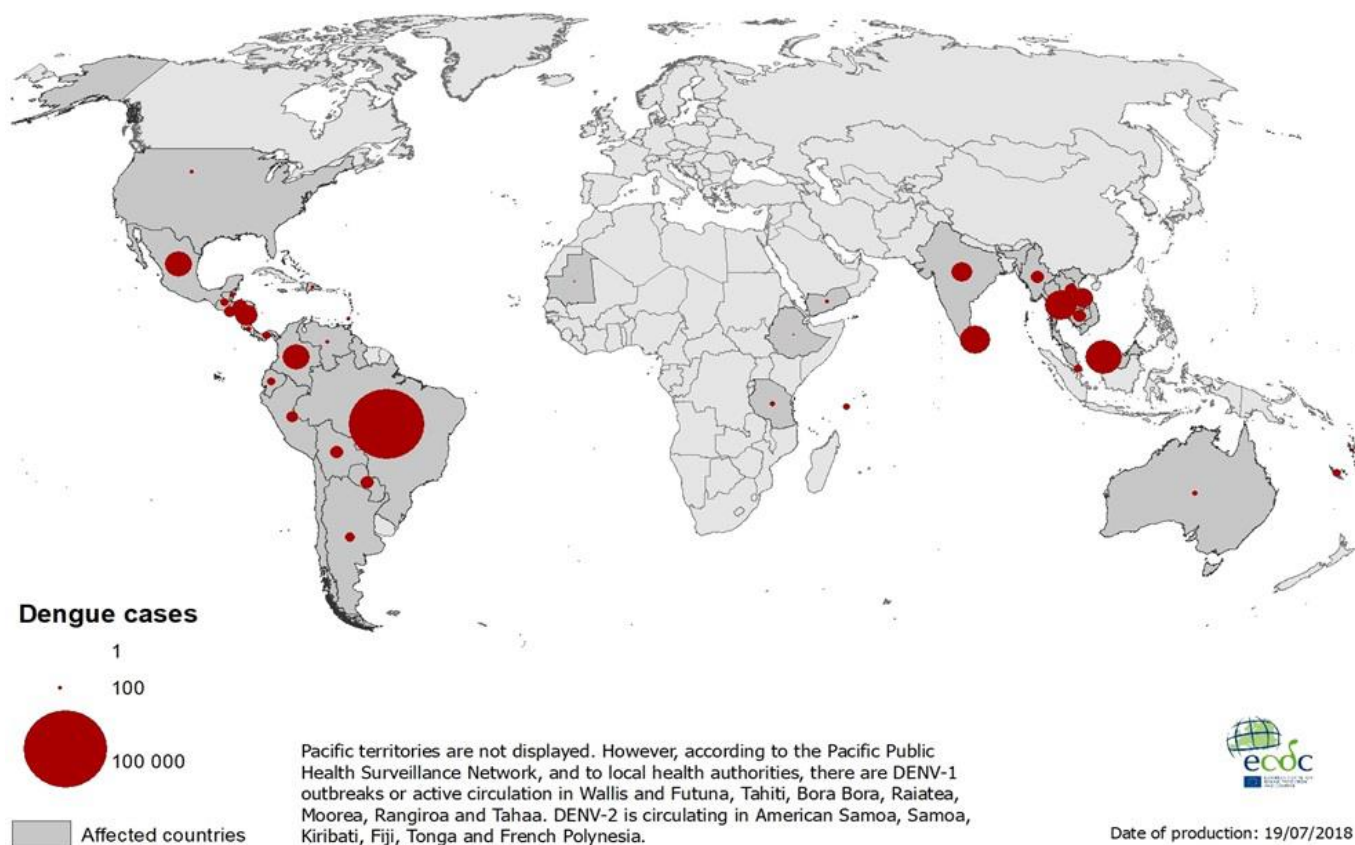 Dengue cases
1
100
100 000
Affected countries
Pacific territories are not displayed. However, according to the Pacific Public
Health Surveillance Network, and to local health authorities, there are DENV-1
outbreaks or active circulation in Wallis and Futuna, Tahiti, Bora Bora, Raiatea,
Moorea, Rangiroa and Tahaa. DENV-2 is circulating in American Samoa, Samoa,
Kiribati, Fiji, Tonga and French Polynesia.
ecdc
Date of production: 19/07/2018